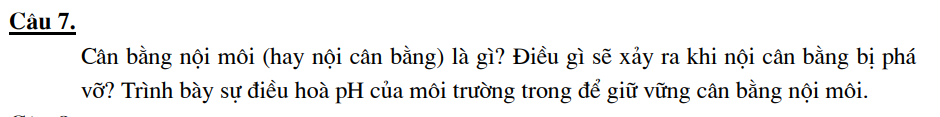 Câu 7.
Cân bằng nội môi (hay nội cân bằng) là gì? Điều gì sẽ xảy ra khi nội cân bằng bị phá
vỡ? Trình bày sự điều hoà pH của môi trường trong để giữ vững cân bằng nội môi.